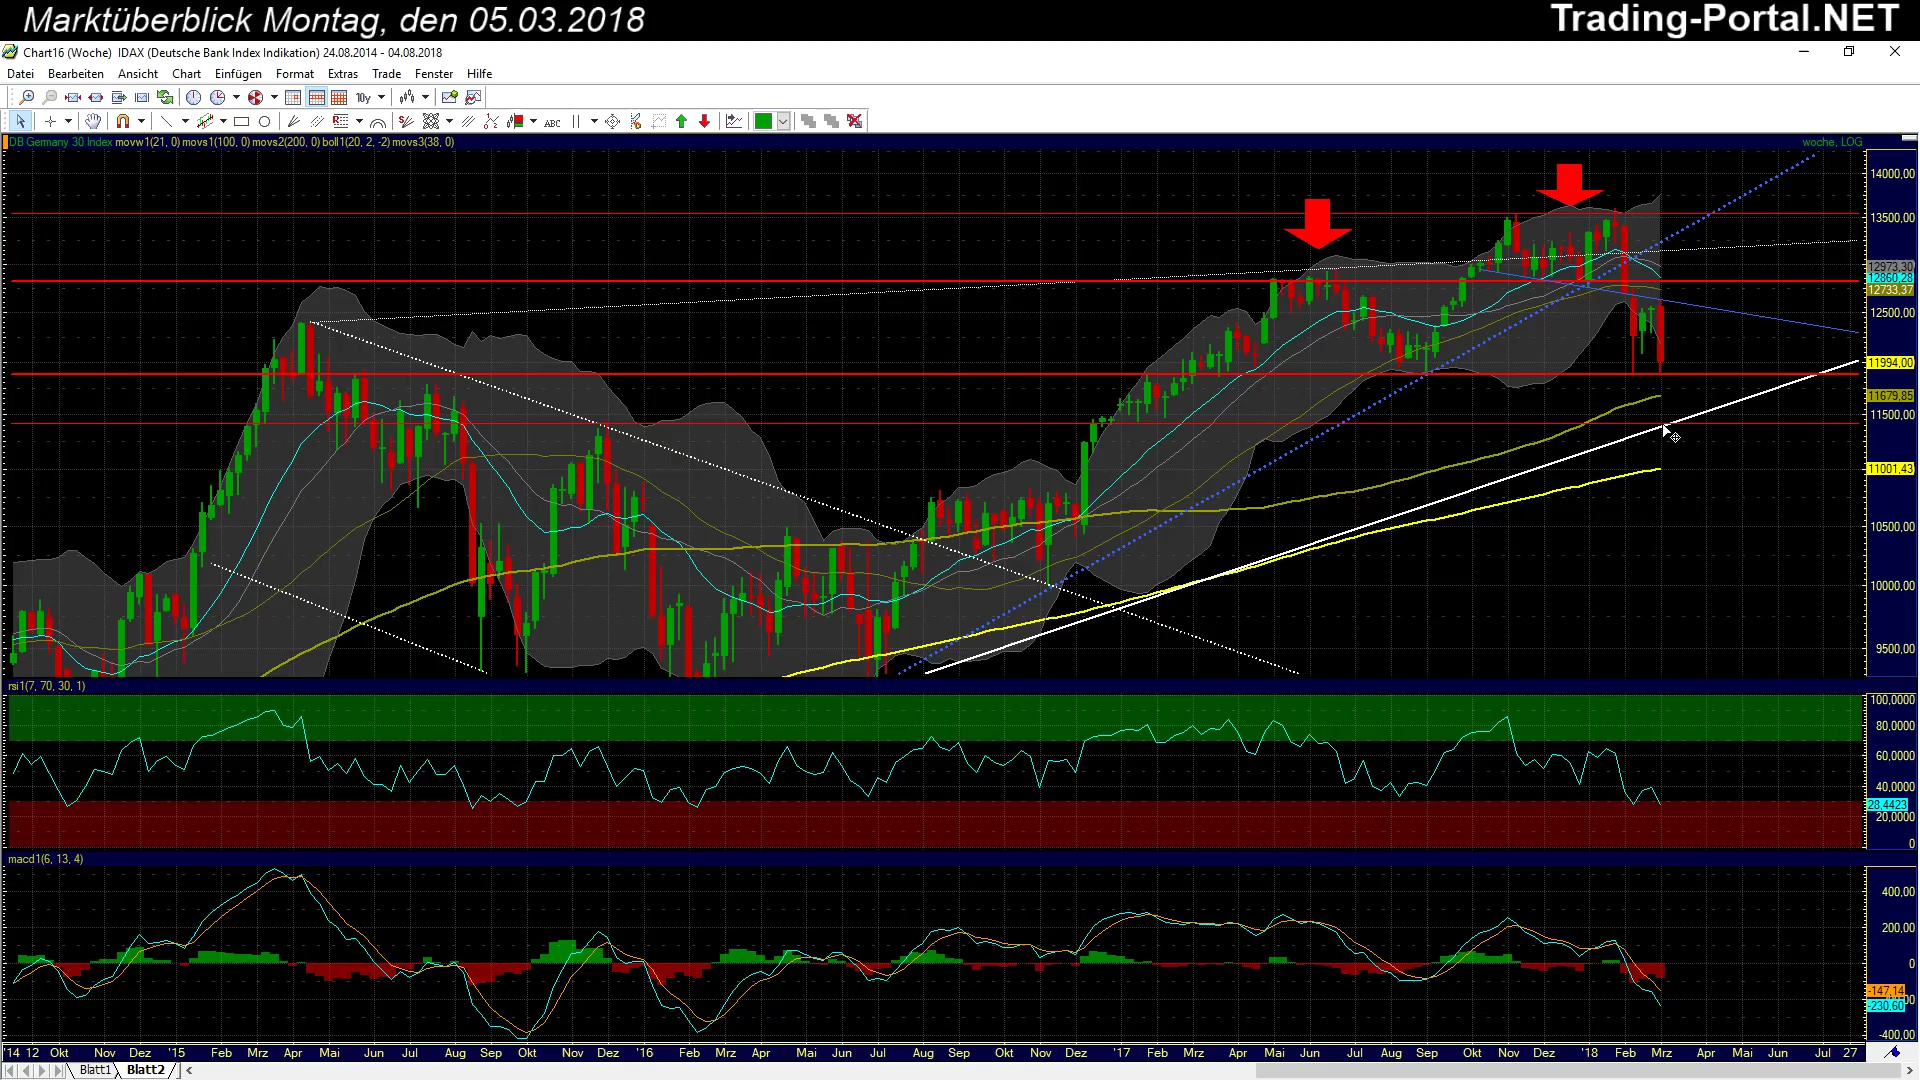 Marktüberblick Montag, den 05.03.2018
Trading-Portal.NET
Chart16 (Woche) IDAX (Deutsche Bank Index Indikation) 24.08.2014 - 04.08.2018
Datei Bearbeiten Ansicht Chart Einfügen Format Extras Trade Fenster Hilfe
10y
ABC
DB Germany 30 Index movw1(21, 0) movs1(100, 0) movs2(200, 0) boll1(20, 2, -2) movs3(38, 0)
woche, LOG
14000,00
13500,00
12973,30
12860,28
12733,37
12500,00
11994,00
11679,85
11500,00
11001,43
10500,00
10000,00
9500,00
rsi1(7, 70, 30, 1)
100,0000
80,0000
60,0000
40,0000
28,4423
20,0000
0
macd1(6, 13, 4)
400,00
200,00
0
-147,14
-230,60
-400,00
'14 12 Okt Nov Dez '15 Feb Mrz Apr Mai Jun Jul Aug Sep Okt Nov Dez '16 Feb Mrz Apr Mai Jun Jul Aug Sep Okt Nov Dez '17 Feb Mrz Apr Mai Jun Jul Aug Sep Okt Nov Dez '18 Feb Mrz Apr Mai Jun Jul 27
Blatt1 Blatt2